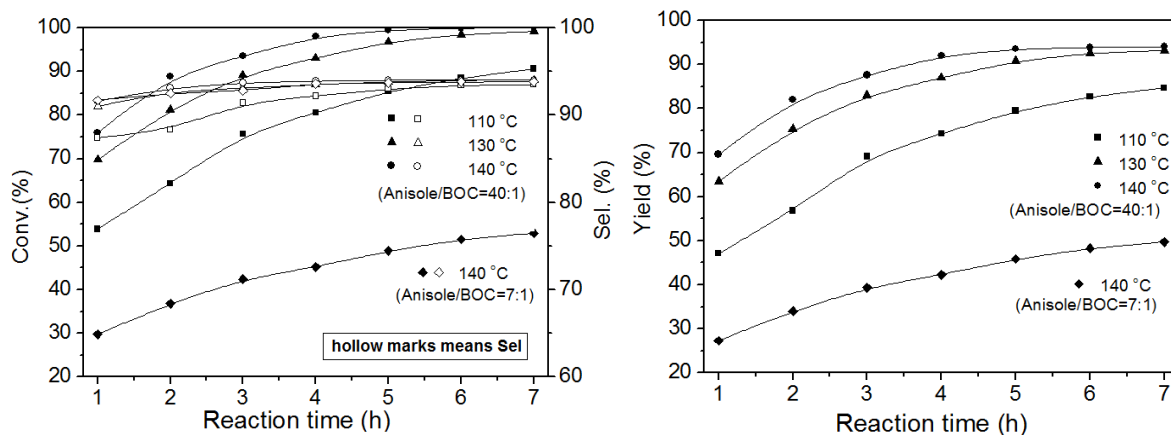 100
90
80
70
60
50
40
30
20
Conv.(%)
110 °C
130 °C
140 °C
(Anisole/BOC=40:1)
140 °C
(Anisole/BOC=7:1)
hollow marks means Sel
1 2 3 4 5 6 7
Reaction time (h)
100
90
80
70
60
Sel. (%)
100
90
80
70
60
50
40
30
20
Yield (%)
110 °C
130 °C
140 °C
(Anisole/BOC=40:1)
140 °C
(Anisole/BOC=7:1)
1 2 3 4 5 6 7
Reaction time (h)